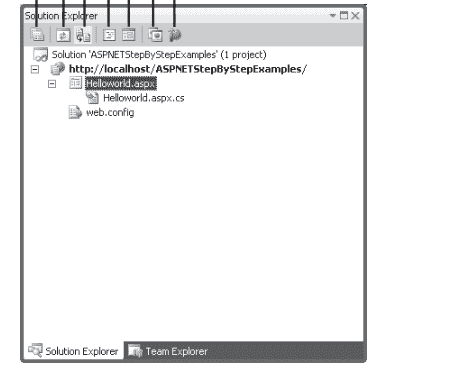 Solution Explorer
Solution 'ASPNETStepByStepExamples' (1 project)
http://localhost/ASPNETStepByStepExamples/
Helloworld.aspx
Helloworld.aspx.cs
web.config
Solution Explorer Team Explorer